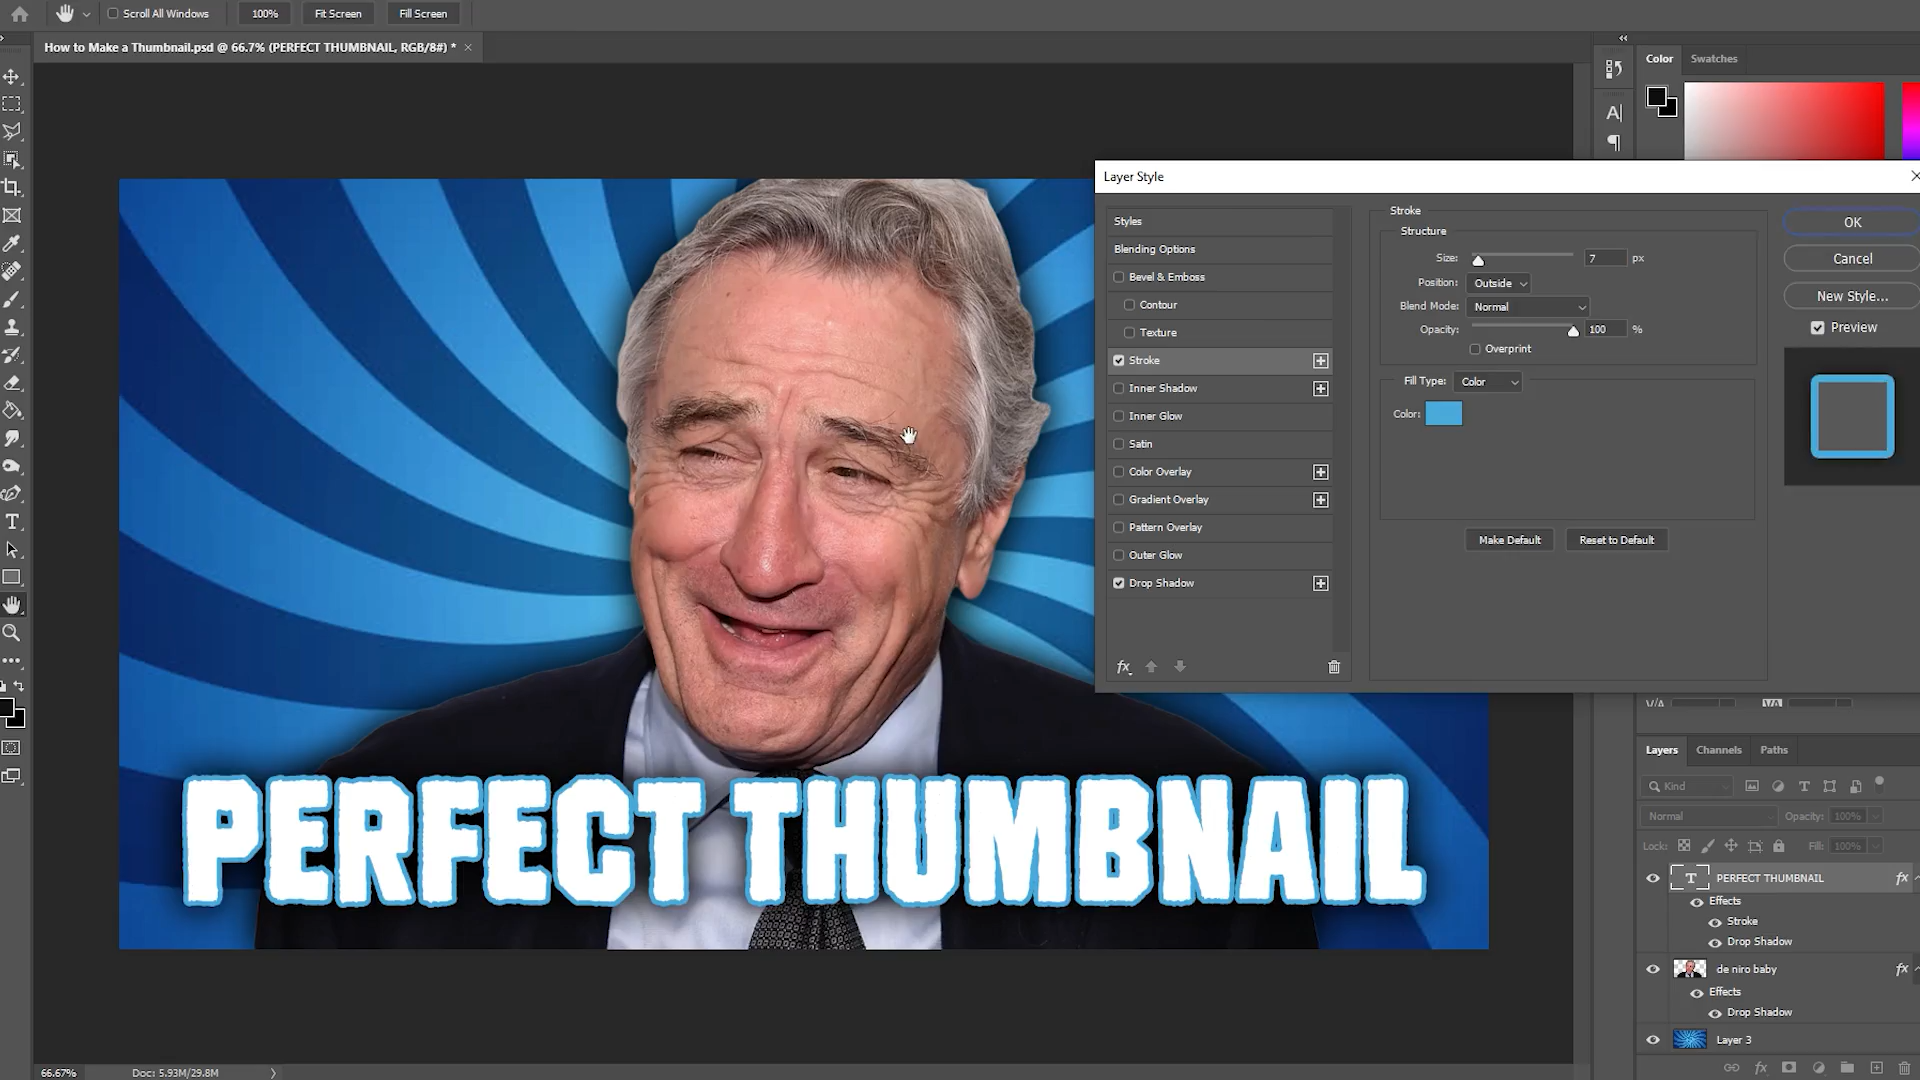 Scroll All Windows
100%
Fit Screen
Fill Screen
How to Make a Thumbnail.psd @ 66.7% (PERFECT THUMBNAIL, RGB/8#) *
Color
Swatches
Layer Style
Styles
Blending Options
Bevel & Emboss
Contour
Texture
Stroke
Inner Shadow
Inner Glow
Satin
Color Overlay
Gradient Overlay
Pattern Overlay
Outer Glow
Drop Shadow
fx
Stroke
Structure
Size:
7
px
Position:
Outside
Blend Mode:
Normal
Opacity:
100
%
Overprint
Fill Type:
Color
Color:
Make Default
Reset to Default
OK
Cancel
New Style...
Preview
PERFECT THUMBNAIL
V/A
VA
Layers
Channels
Paths
Kind
Normal
Opacity:
100%
Lock:
Fill:
100%
T
PERFECT THUMBNAIL
fx
Effects
Stroke
Drop Shadow
de niro baby
fx
Effects
Drop Shadow
Layer 3
fx
66.67%
Doc: 5.93M/29.8M